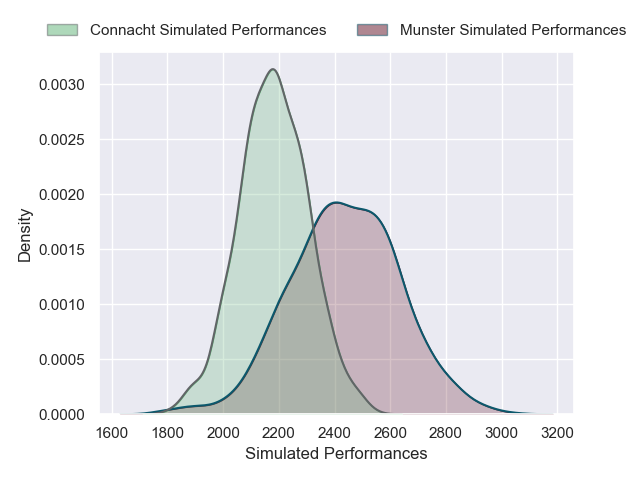 Connacht Simulated Performances Munster Simulated Performances
0.0030
0.0025
0.0020
0.0015
0.0010
0.0005
0.0000
Density
1600 1800 2000 2200 2400 2600 2800 3000 3200
Simulated Performances